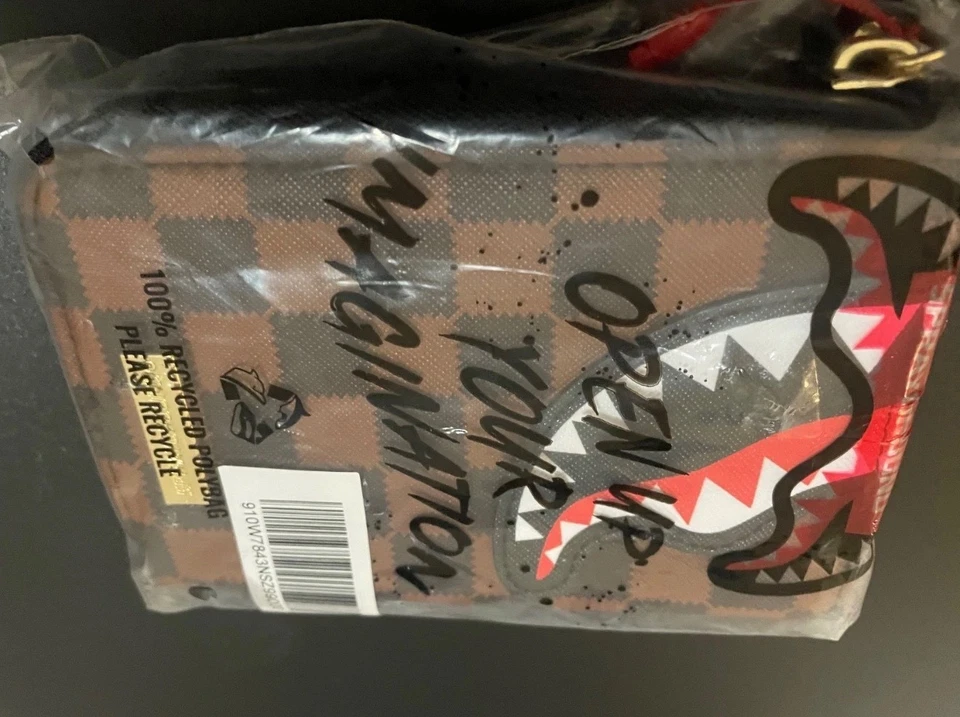 OPEN UP
YOUR
IMAGINATION
100% RECYCLED POLYBAG
PLEASE RECYCLE